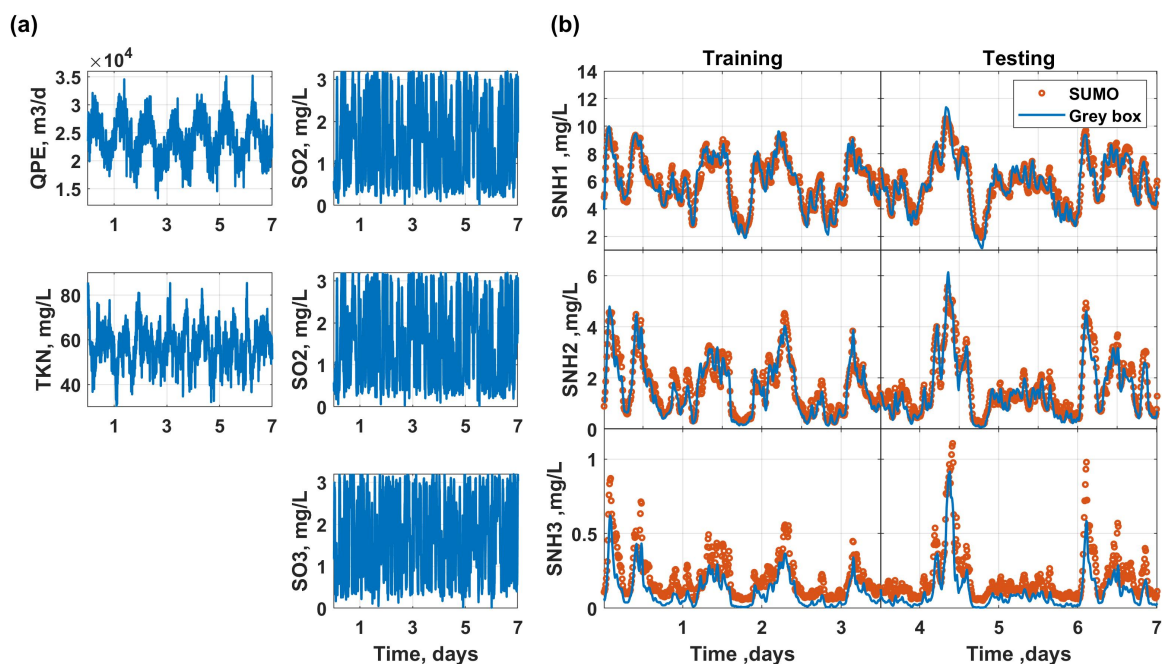 (a)
×10⁴
3.5
2.5
1.5
QPE, m3/d
1 3 5 7
3
2
1
0
SO2, mg/L
1 3 5 7
80
60
40
TKN, mg/L
1 3 5 7
3
2
1
0
SO2, mg/L
1 3 5 7
3
2
1
0
SO3, mg/L
1 3 5 7
Time, days
(b)
Training Testing
SUMO
Grey box
14
12
10
8
6
4
2
SNH1 ,mg/L
6
4
2
0
SNH2 ,mg/L
1
0.5
0
SNH3 ,mg/L
1 2 3 4 5 6 7
Time ,days Time ,days